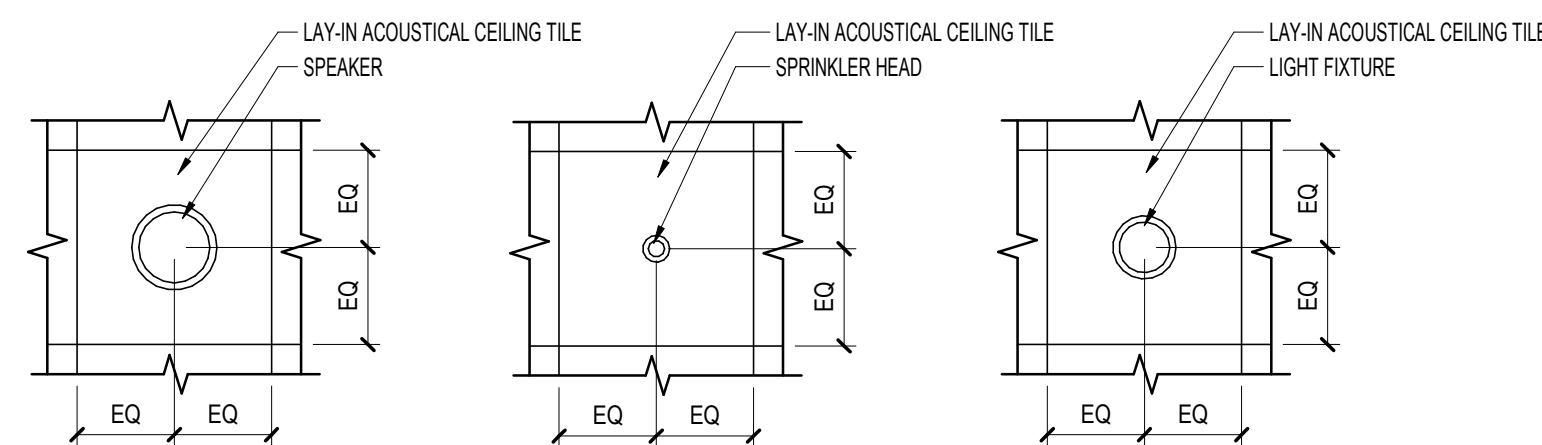 LAY-IN ACOUSTICAL CEILING TILE
SPEAKER
EQ
EQ
EQ EQ
LAY-IN ACOUSTICAL CEILING TILE
SPRINKLER HEAD
EQ
EQ
EQ EQ
LAY-IN ACOUSTICAL CEILING TILE
LIGHT FIXTURE
EQ
EQ
EQ EQ